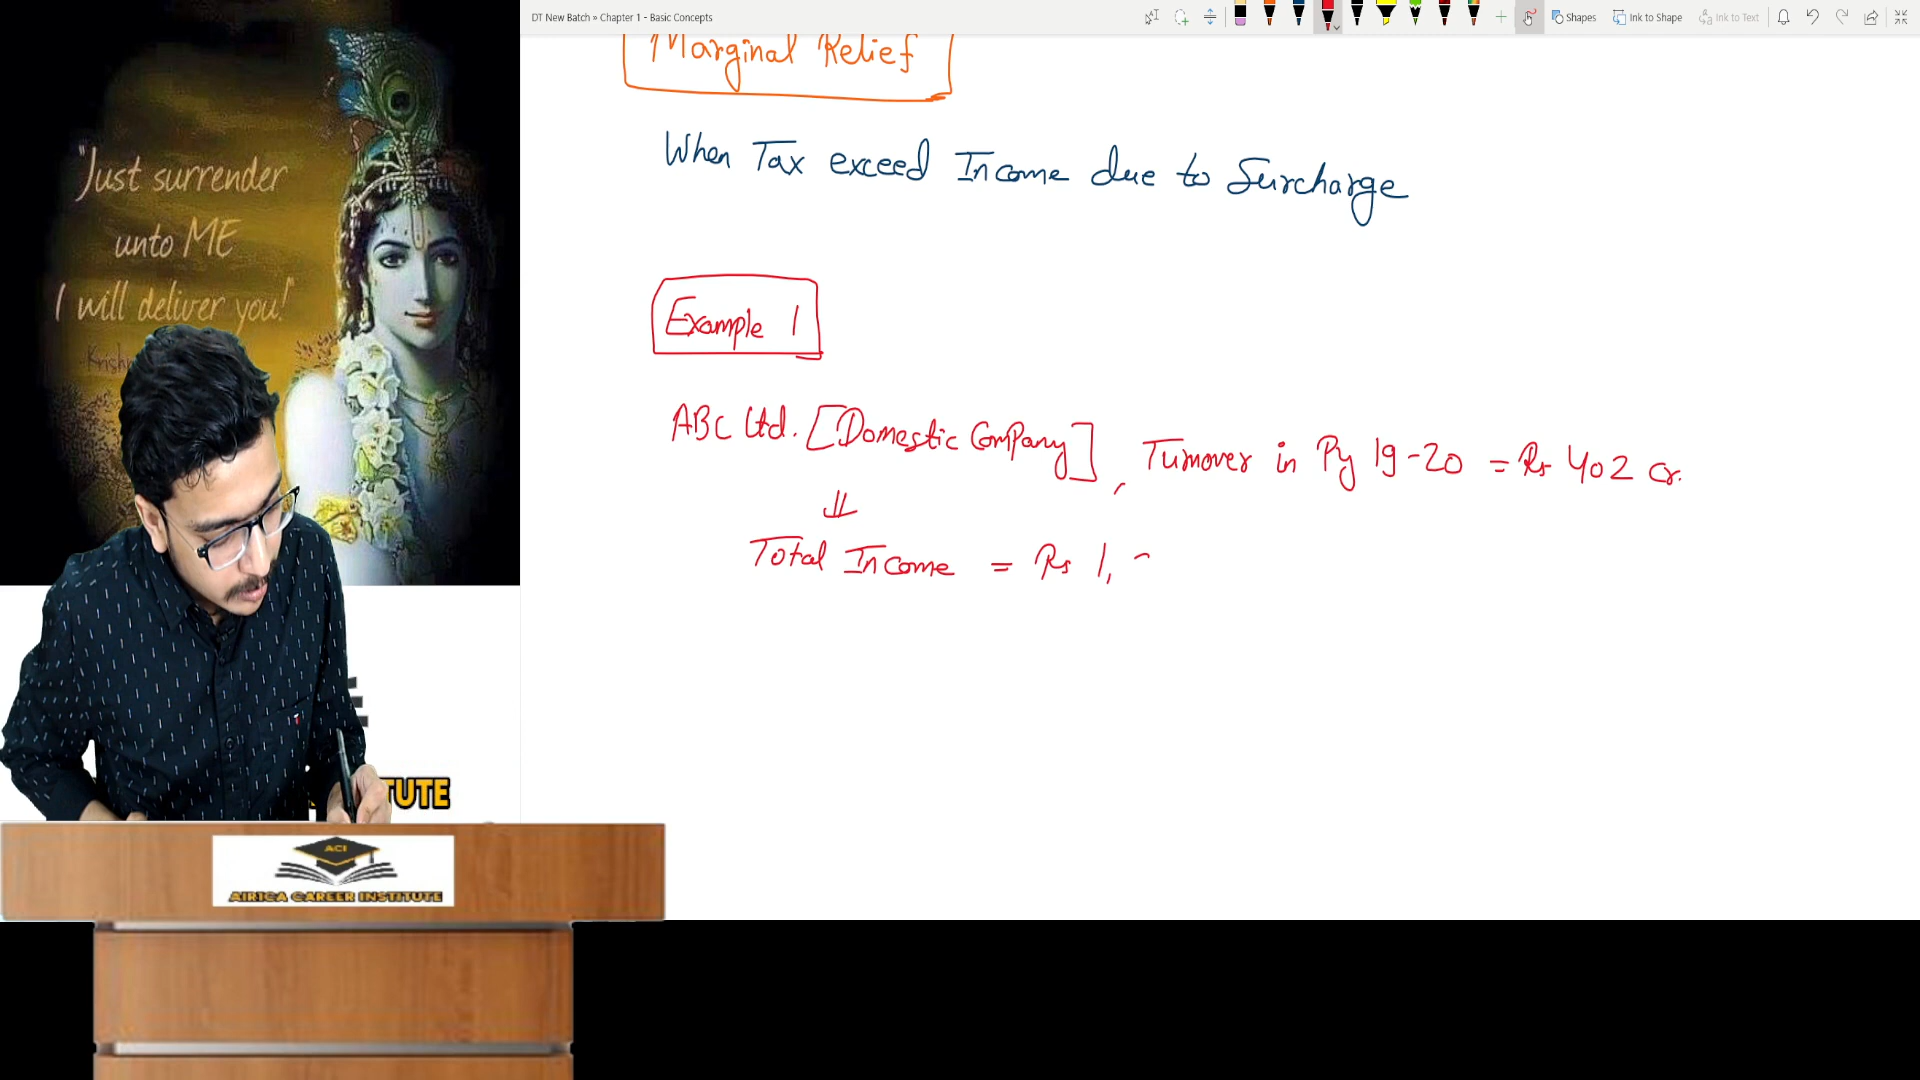 DT New Batch » Chapter 1 - Basic Concepts
Shapes
Ink to Shape
Ink to Text
Marginal Relief
When Tax exceed Income due to Surcharge
Example 1
ABC Ltd. [Domestic Company], Turnover in Py 19-20 = Rs 402 Cr.
Total Income = Rs 1,
"Just surrender
unto ME
I will deliver you!"
TUTE
ACI
AIRICA CAREER INSTITUTE